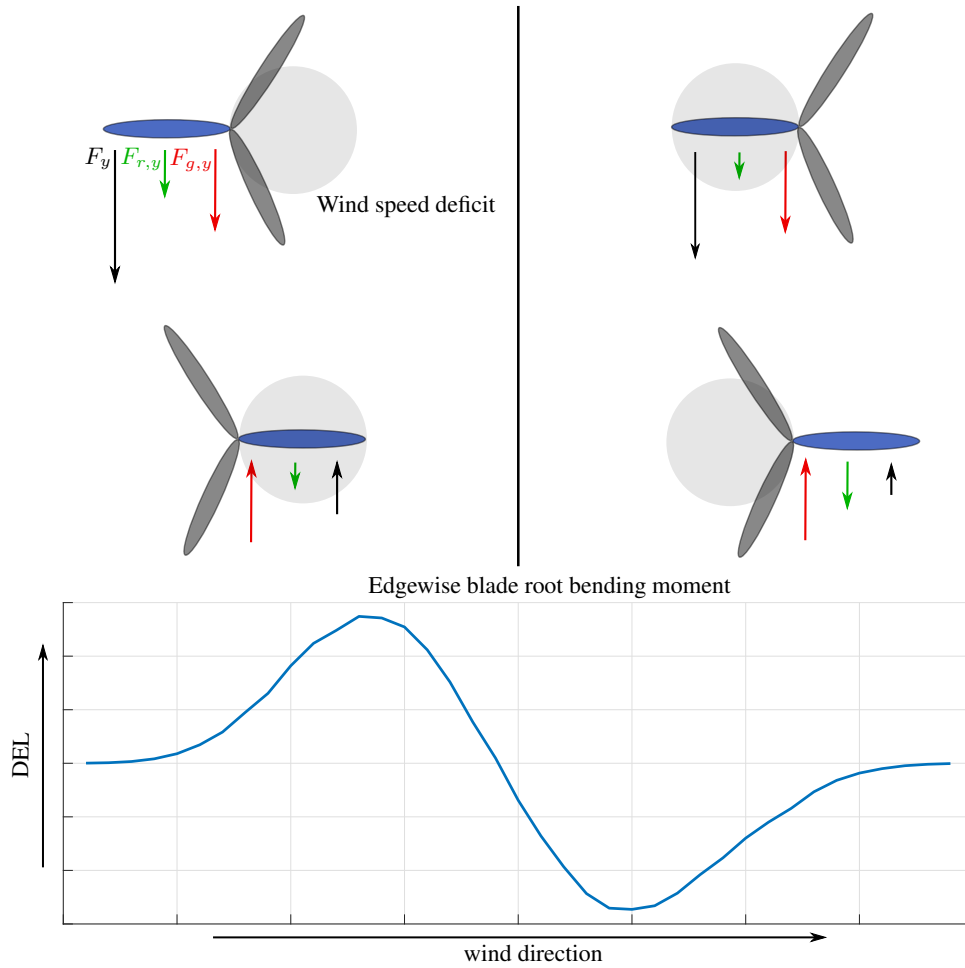 F_y F_{r,y} F_{g,y}
Wind speed deficit
Edgewise blade root bending moment
DEL
wind direction